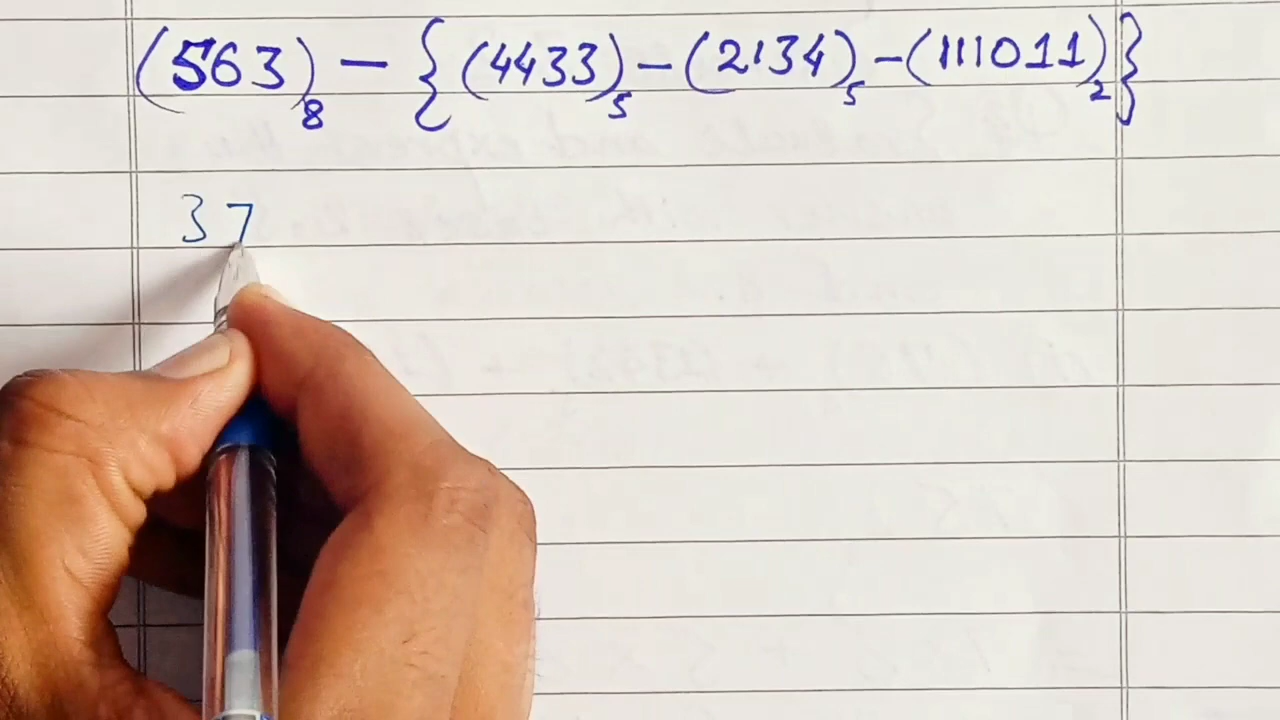 (563)₈ - {(4433)₅ - (2134)₅ - (111011)₂}
37